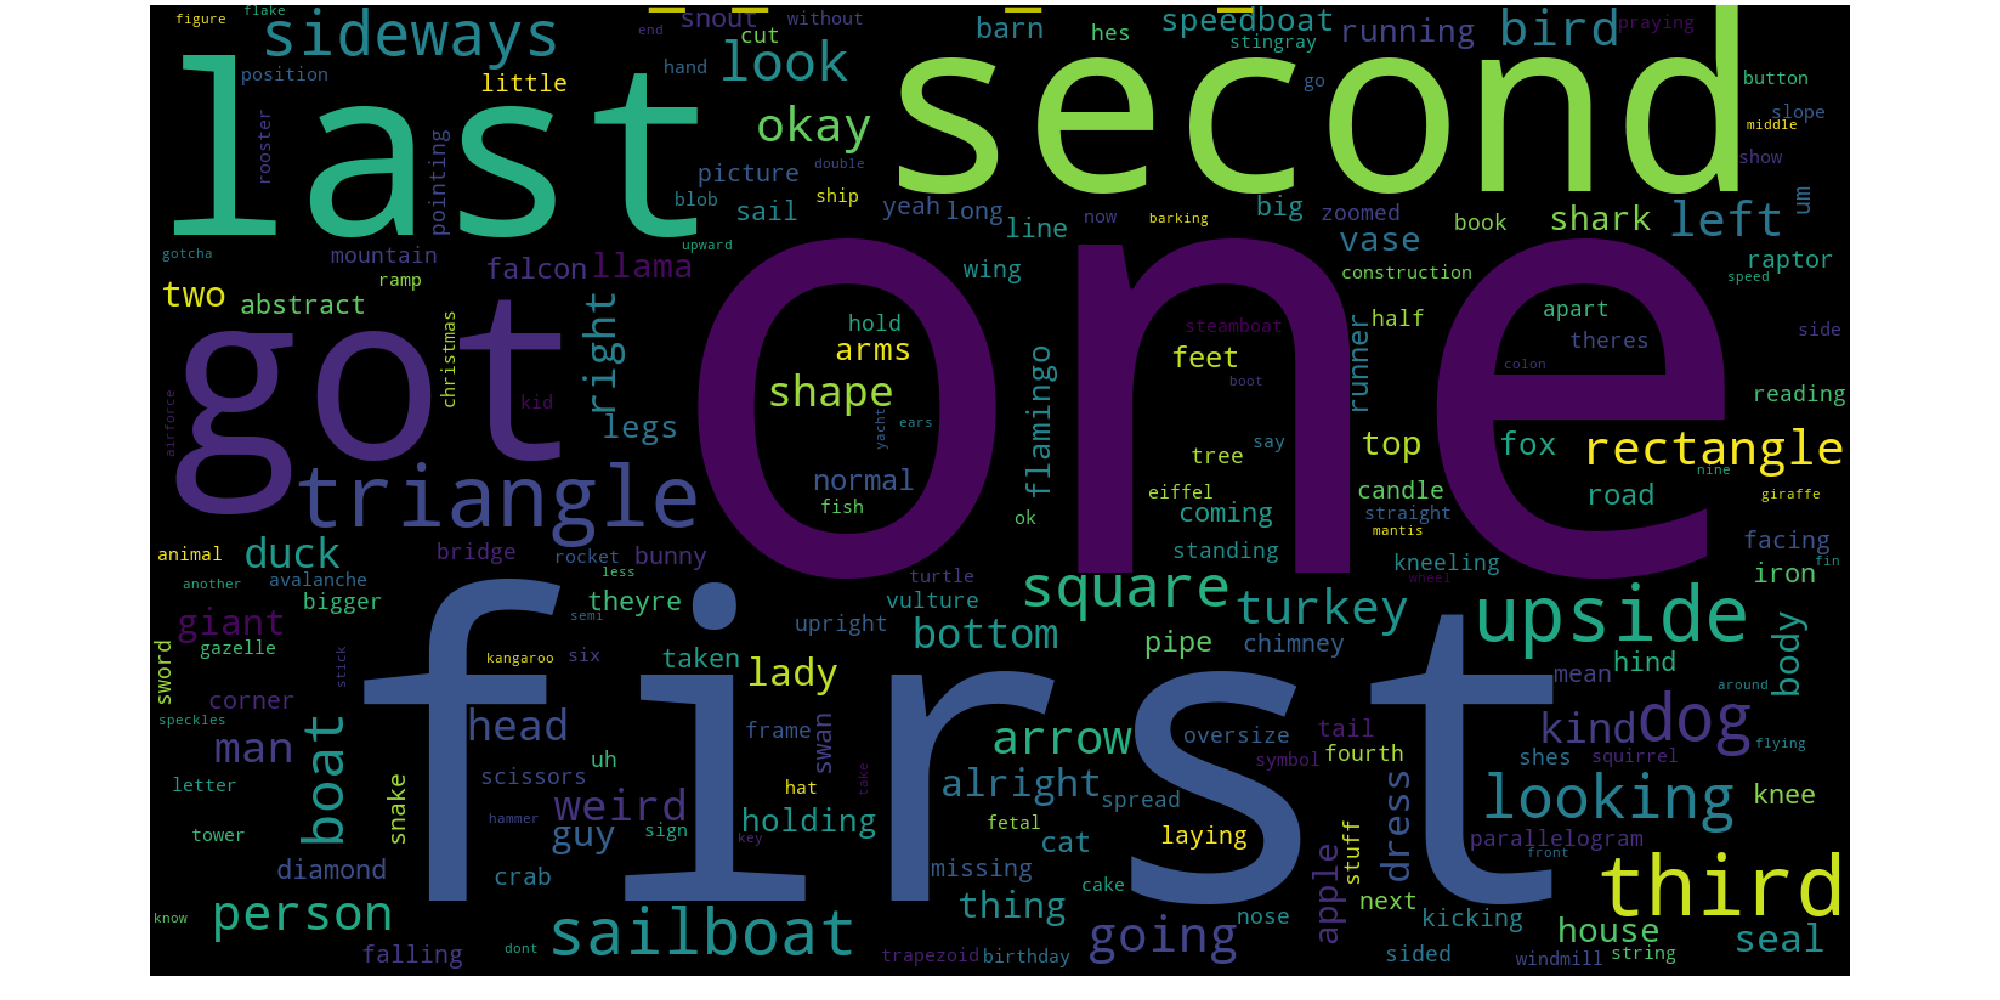 figure flake snout without barn hes speedboat running bird praying
sideways end cut look stingray
position little hand go button
last second
rooster pointing okay slope middle
picture double show
blob sail ship yeah long line now barking big zoomed book shark left um
gotcha mountain upward vase
falcon llama wing construction raptor speed
two abstract ramp
got one
christmas right hold arms shape steamboat feet runner half apart theres side
airforce kid legs yacht ears flamingo boot colon reading
normal tree say top fox rectangle nine
triangle fish eiffel candle road giraffe
ok coming straight mantis
animal duck bridge rocket bunny standing kneeling facing
another avalanche less turtle wheel iron fin
bigger theyre vulture square turkey upside
giant semi upright bottom pipe chimney body
gazelle kangaroo six taken lady hind
sword stick mean around
first
corner
speckles boat head frame swan arrow oversize tail kind dog
man uh symbol fourth shes squirrel flying
letter snake scissors hat take alright spread dress looking knee
weird
tower hammer guy sign holding key fetal cat laying stuff parallelogram
diamond crab missing cake apple front third
know person thing next kicking
sailboat going nose house seal
falling dont trapezoid birthday sided windmill string